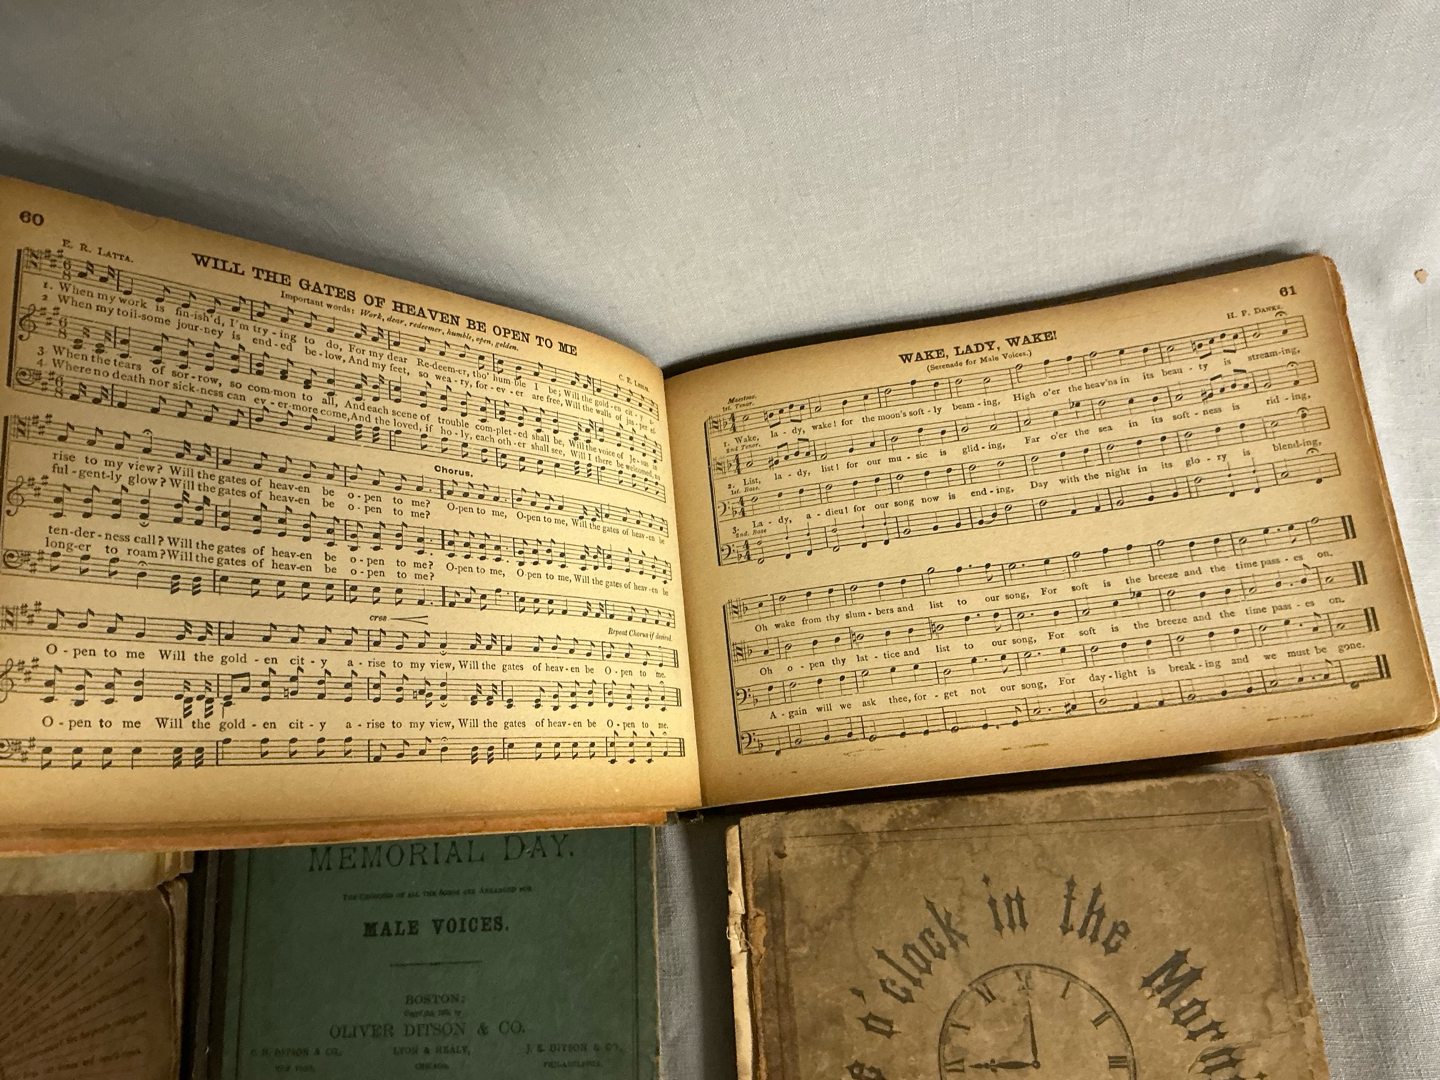 60
E. R. LATTA.
WILL THE GATES OF HEAVEN BE OPEN TO ME
Important words; Work, dear, redeemer, humble, open, golden.
1. When my work is fin-ish'd, I'm try-ing to do, For my dear Re-deem-er, tho' hum-ble I be; Will the gold-en cit-y
2 When my toil-some jour-ney is end-ed be-low, And my feet, so wea-ry, for-ev-er are free, Will the walls of jas-per
3 When the tears of sor-row, so com-mon to all, And each scene of trouble com-plet-ed shall be, Will the voice of Je-sus in
4. Where no death nor sick-ness can ev-er-more come, And the loved, if ho-ly, each oth-er shall see, Will I there be welcomed,
Chorus.
rise to my view? Will the gates of heav-en be o-pen to me? O-pen to me, O-pen to me, Will the gates of heav-en be
ful-gent-ly glow? Will the gates of heav-en be o-pen to me?
ten-der-ness call? Will the gates of heav-en be o-pen to me? O-pen to me, O-pen to me, Will the gates of heav-en be
long-er to roam? Will the gates of heav-en be o-pen to me?
cres
Repeat Chorus if desired.
O-pen to me Will the gold-en cit-y a-rise to my view, Will the gates of heav-en be O-pen to me.
O-pen to me Will the gold-en cit-y a-rise to my view, Will the gates of heav-en be O-pen to me.
61
WAKE, LADY, WAKE!
(Serenade for Male Voices.)
H. F. DANKS.
Maestoso.
1st. Tenor.
1. Wake, la-dy, wake! for the moon's soft-ly beam-ing, High o'er the heav'ns in its beau-ty is stream-ing,
2nd Tenor.
2. List, la-dy, list! for our mu-sic is glid-ing, Far o'er the sea in its soft-ness is rid-ing,
1st. Bass.
3. La-dy, a-dieu! for our song now is end-ing, Day with the night in its glo-ry is blend-ing,
2nd. Bass
Oh wake from thy slum-bers and list to our song, For soft is the breeze and the time pass-es on.
Oh o-pen thy lat-tice and list to our song, For soft is the breeze and the time pass-es on.
A-gain will we ask thee, for-get not our song, For day-light is break-ing and we must be gone.
MEMORIAL DAY.
MALE VOICES.
BOSTON:
OLIVER DITSON & CO.
LYON & HEALY,
CHICAGO.
J. E. DITSON & CO.,
PHILADELPHIA.
o'clock in the Morn